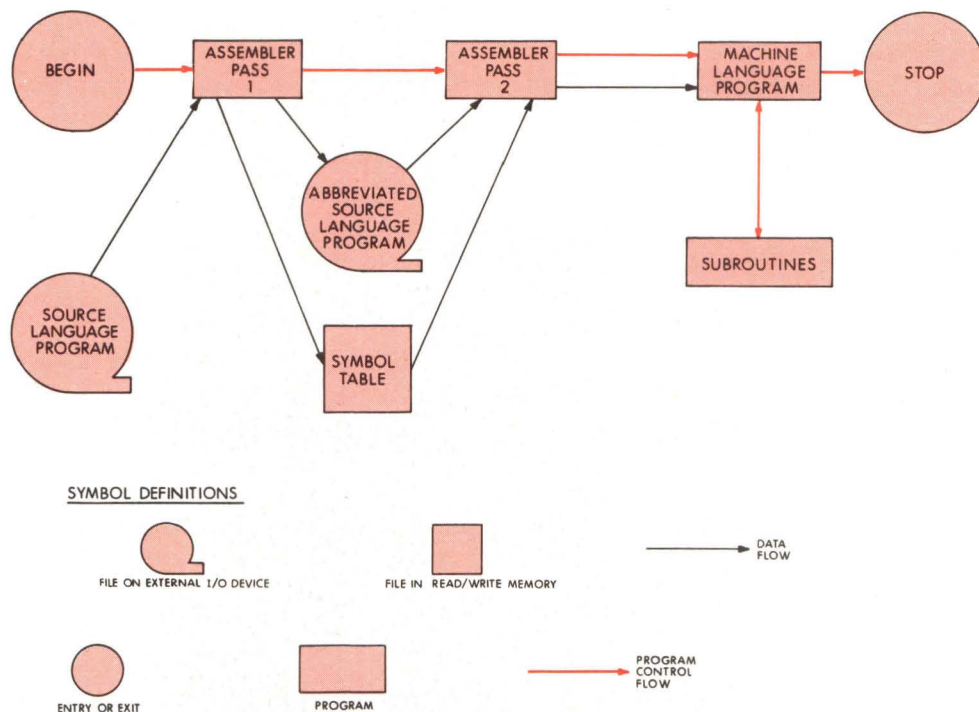 BEGIN
ASSEMBLER
PASS
1
ASSEMBLER
PASS
2
MACHINE
LANGUAGE
PROGRAM
STOP
ABBREVIATED
SOURCE
LANGUAGE
PROGRAM
SUBROUTINES
SOURCE
LANGUAGE
PROGRAM
SYMBOL
TABLE
SYMBOL DEFINITIONS
FILE ON EXTERNAL I/O DEVICE
FILE IN READ/WRITE MEMORY
DATA
FLOW
ENTRY OR EXIT
PROGRAM
PROGRAM
CONTROL
FLOW